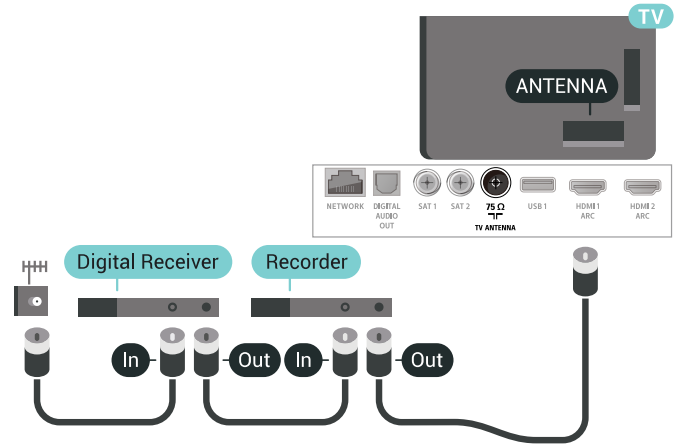 TV
ANTENNA
NETWORK
DIGITAL
AUDIO
OUT
SAT 1
SAT 2
75 Ω
TV ANTENNA
USB 1
HDMI 1
ARC
HDMI 2
ARC
Digital Receiver
Recorder
In
Out
In
Out